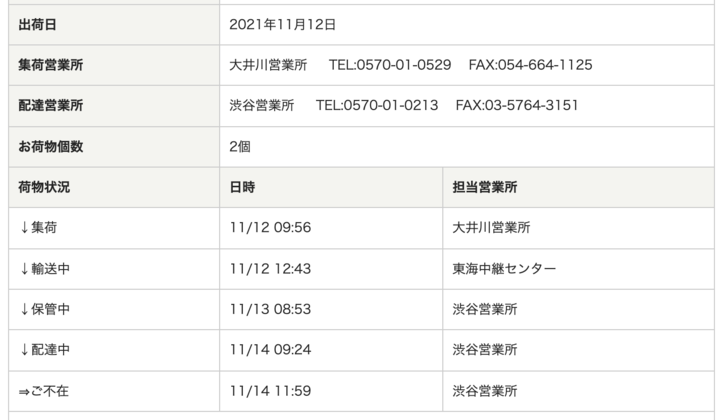 出荷日 2021年11月12日
集荷営業所 大井川営業所 TEL:0570-01-0529 FAX:054-664-1125
配達営業所 渋谷営業所 TEL:0570-01-0213 FAX:03-5764-3151
お荷物個数 2個
荷物状況 日時 担当営業所
↓集荷 11/12 09:56 大井川営業所
↓輸送中 11/12 12:43 東海中継センター
↓保管中 11/13 08:53 渋谷営業所
↓配達中 11/14 09:24 渋谷営業所
⇒ご不在 11/14 11:59 渋谷営業所